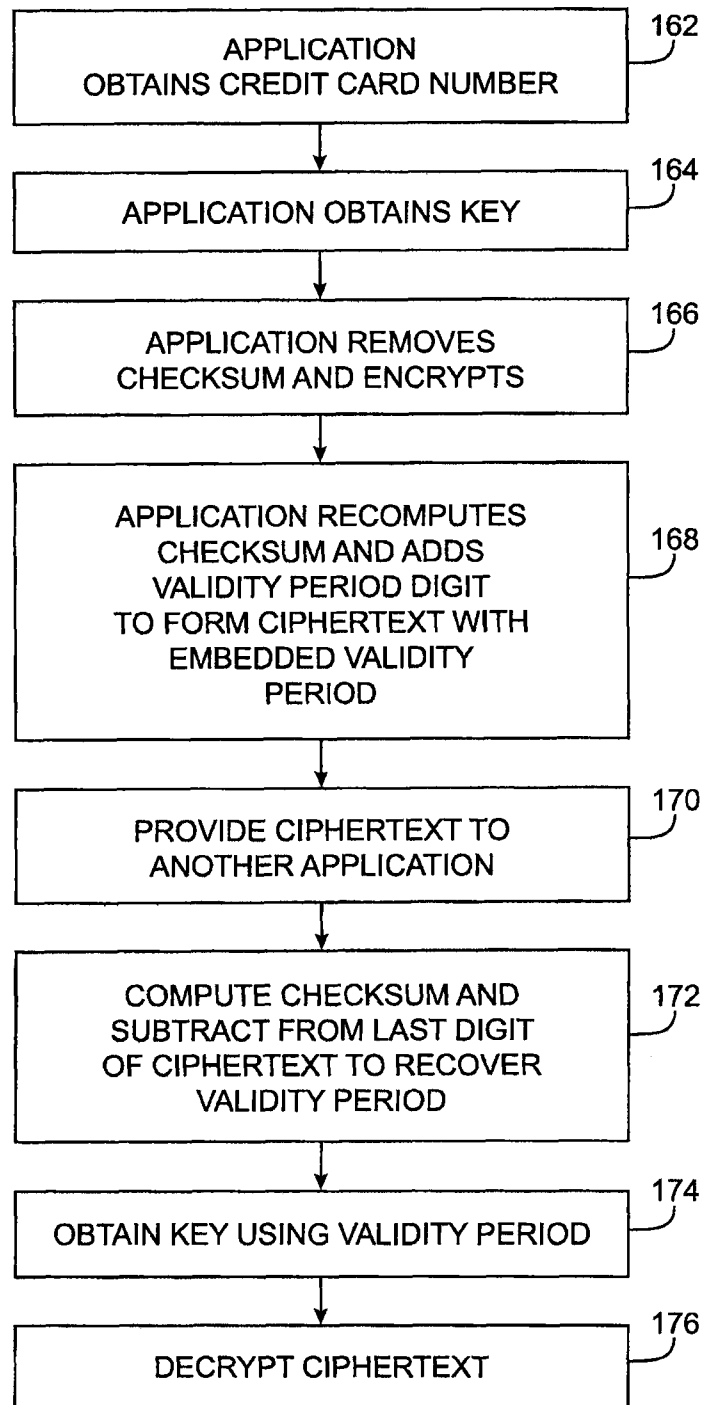 162
APPLICATION
OBTAINS CREDIT CARD NUMBER
164
APPLICATION OBTAINS KEY
166
APPLICATION REMOVES
CHECKSUM AND ENCRYPTS
168
APPLICATION RECOMPUTES
CHECKSUM AND ADDS
VALIDITY PERIOD DIGIT
TO FORM CIPHERTEXT WITH
EMBEDDED VALIDITY
PERIOD
170
PROVIDE CIPHERTEXT TO
ANOTHER APPLICATION
172
COMPUTE CHECKSUM AND
SUBTRACT FROM LAST DIGIT
OF CIPHERTEXT TO RECOVER
VALIDITY PERIOD
174
OBTAIN KEY USING VALIDITY PERIOD
176
DECRYPT CIPHERTEXT